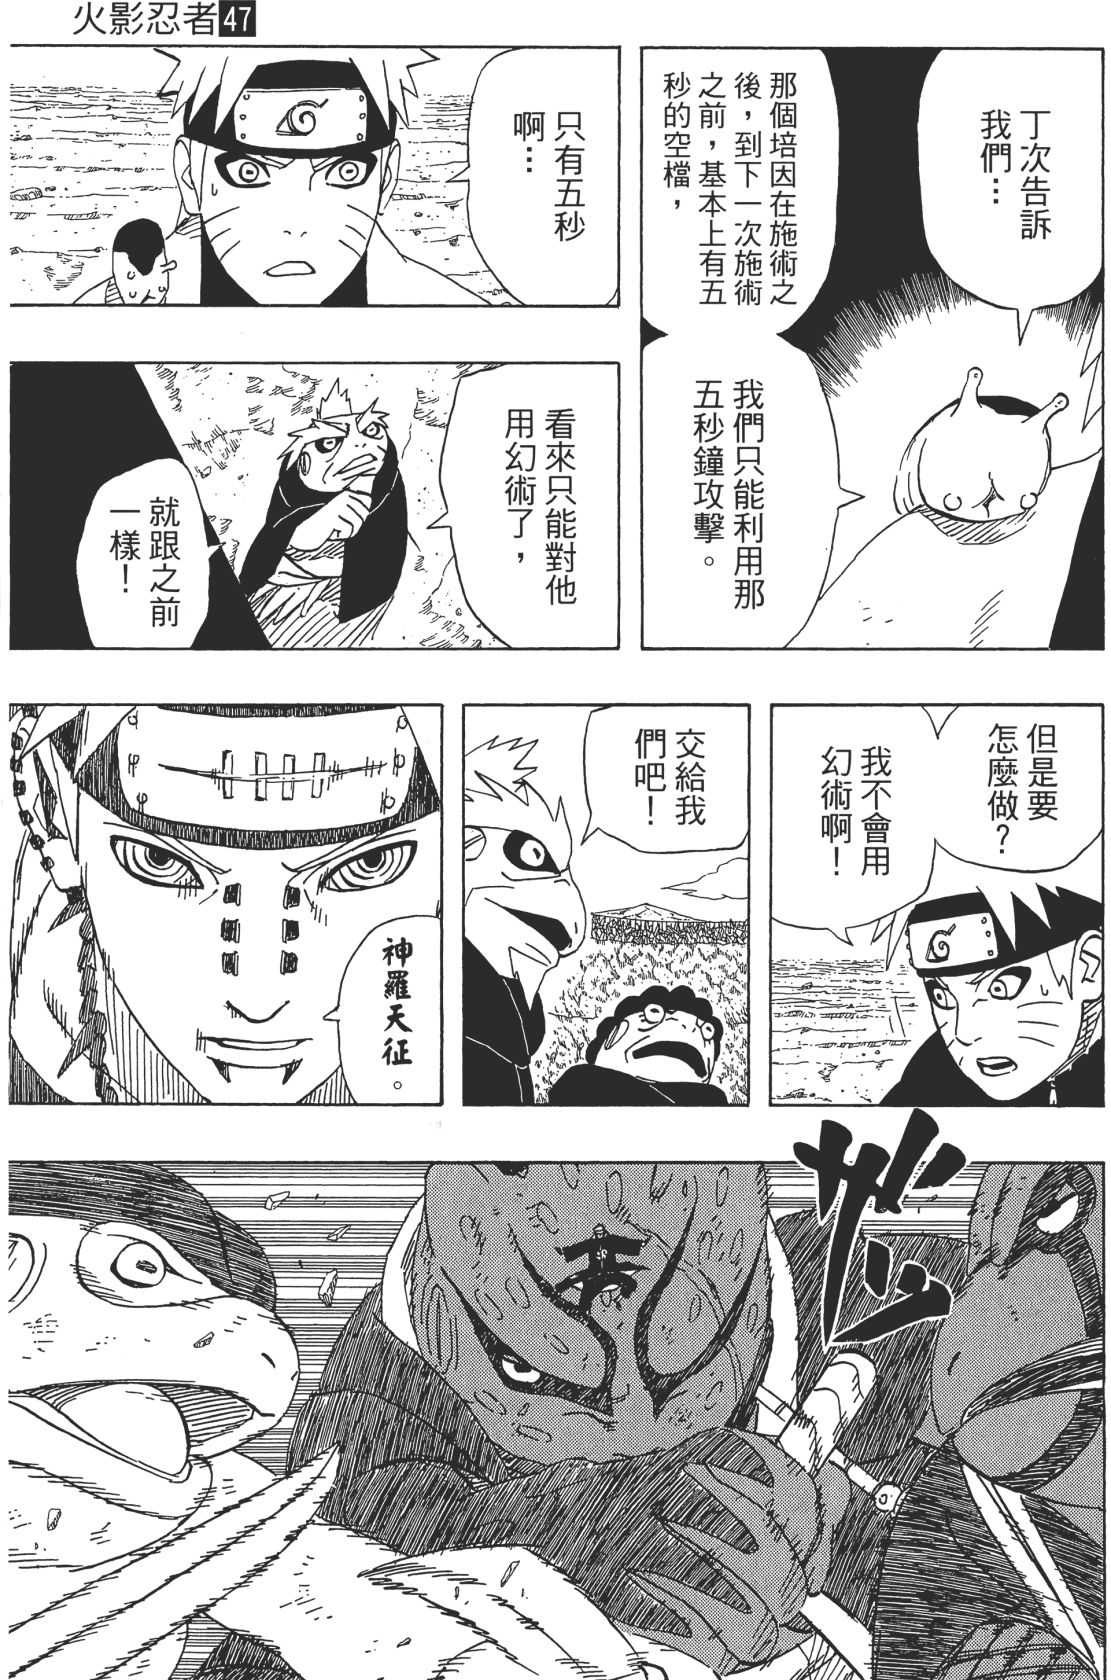 火影忍者47
丁次告訴
我們…
那個培因在施術之
後，到下一次施術
之前，基本上有五
秒的空檔，
我們只能利用那
五秒鐘攻擊。
只有五秒
啊…
看來只能對他
用幻術了，
就跟之前
一樣！
但是要
怎麼做？
我不會用
幻術啊！
交給我
們吧！
神羅天征。
ザッ